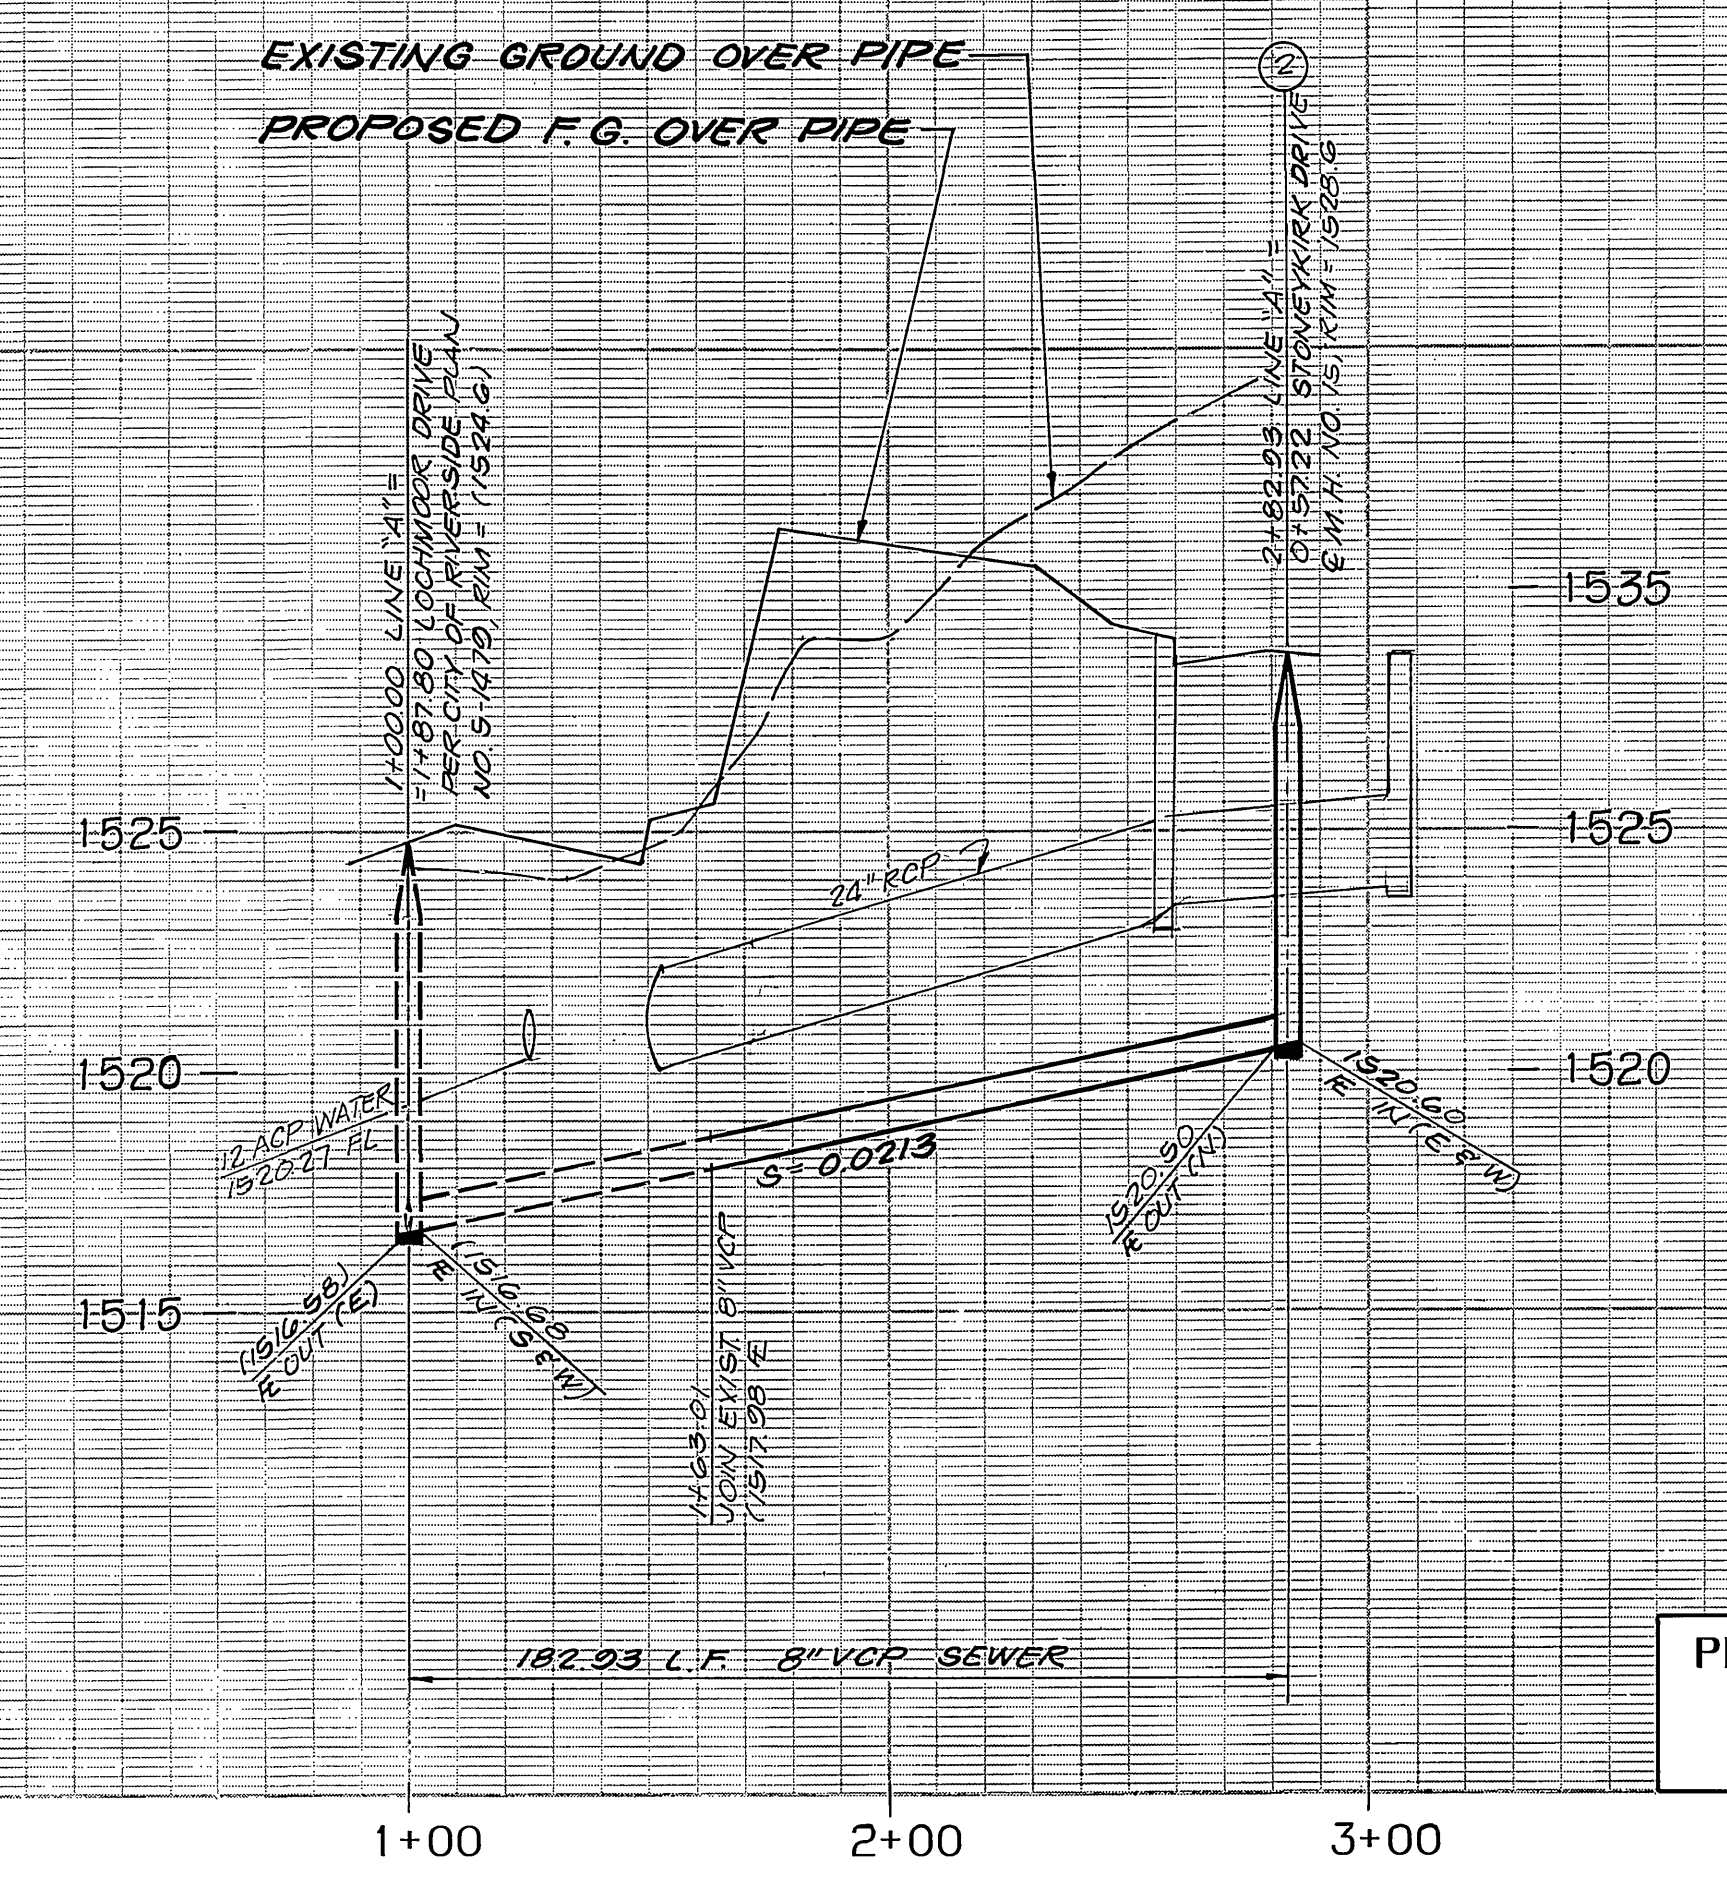 EXISTING GROUND OVER PIPE
PROPOSED F.G. OVER PIPE
2
2+82.93 LINE "A" =
0+57.22 STONEYKIRK DRIVE
℄ M.H. NO. 15, RIM = 1528.6
1+00.00 LINE "A" =
=1+87.80 LOCHMOOR DRIVE
PER CITY OF RIVERSIDE PLAN
NO. S-1479, RIM = (1524.6)
1535
1525
1525
24" RCP
1520
1520
12 ACP WATER
1520.27 FL
S = 0.0213
1520.50
OUT (N)
1520.60
IN (E & W)
1515
(1516.58)
OUT (E)
(1516.68
IN (S & W)
1+63.01
JOIN EXIST. 8" VCP
(1517.98
182.93 L.F. 8" VCP SEWER
1+00
2+00
3+00